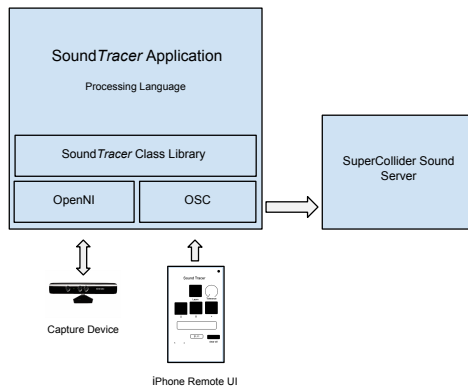 SoundTracer Application
Processing Language
SoundTracer Class Library
OpenNI
OSC
SuperCollider Sound
Server
Capture Device
Sound Tracer
iPhone Remote UI